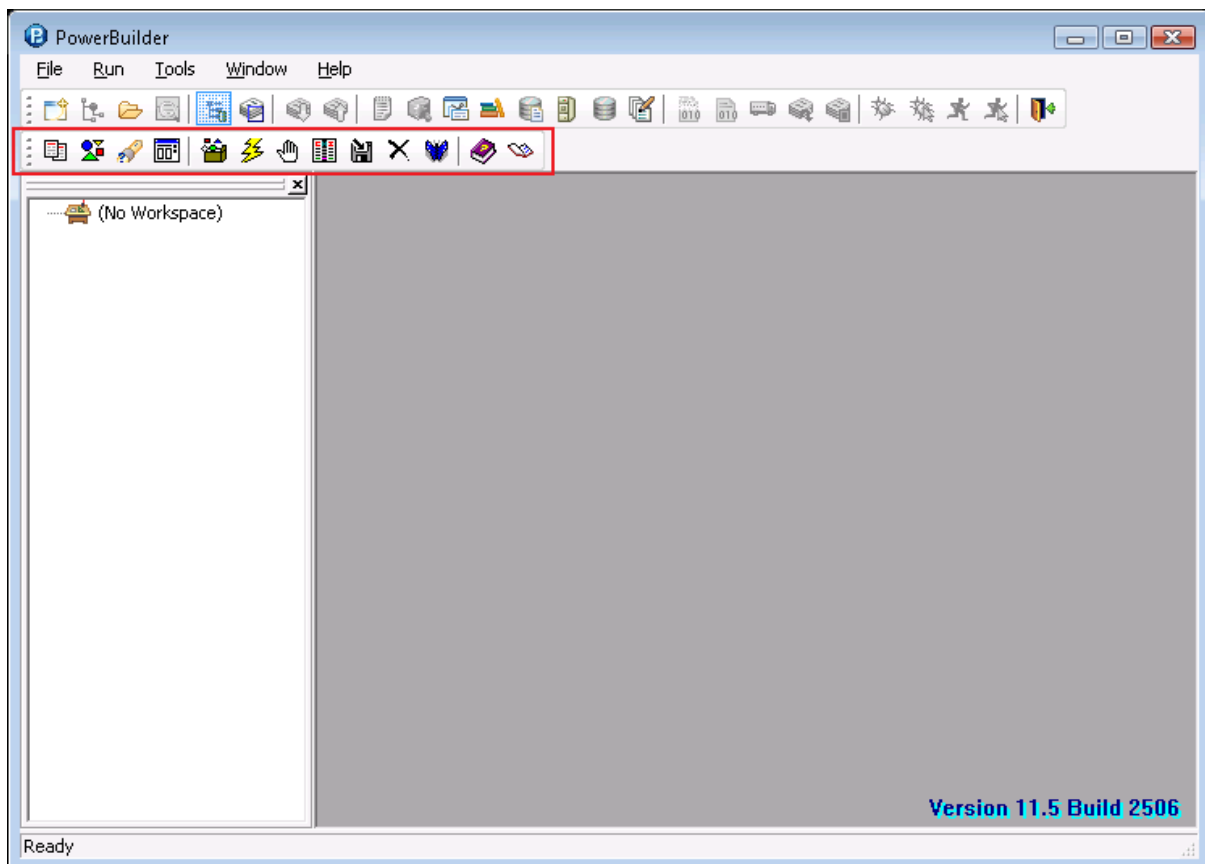 PowerBuilder
File Run Tools Window Help
(No Workspace)
Version 11.5 Build 2506
Ready